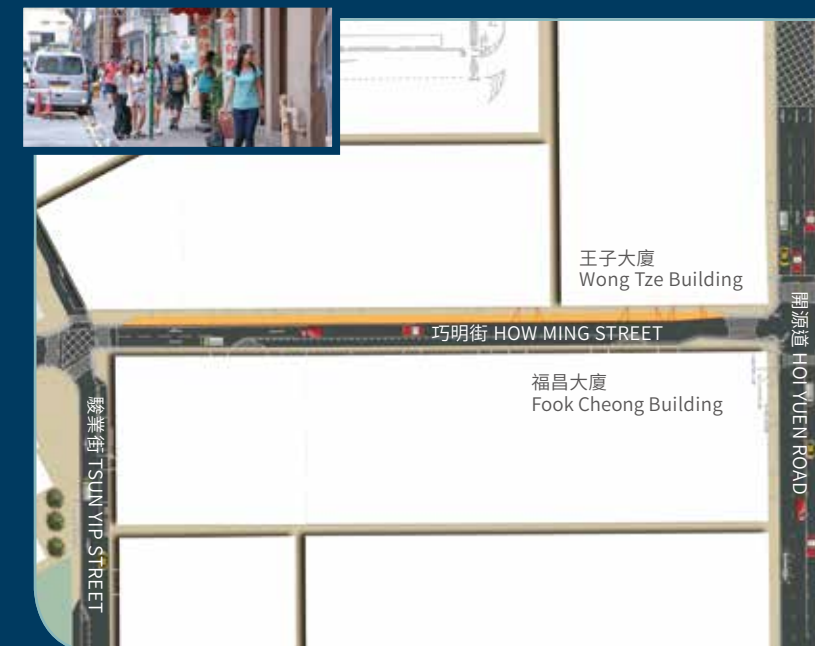 王子大廈
Wong Tze Building
巧明街 HOW MING STREET
開源道 HOI YUEN ROAD
福昌大廈
Fook Cheong Building
駿業街 TSUN YIP STREET